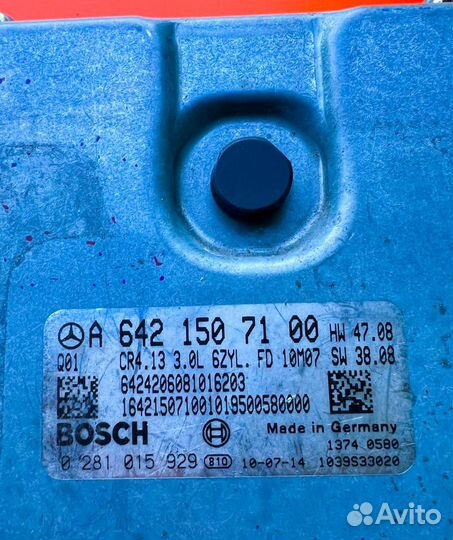 A 642 150 71 00 HW 47.08
Q01 CR4.13 3.0L 6ZYL. FD 10M07 SW 38.08
6424206081016203
164215071001019500580000
BOSCH Made in Germany
1374 0580
0 281 015 929 810 10-07-14 1039S33020
Avito